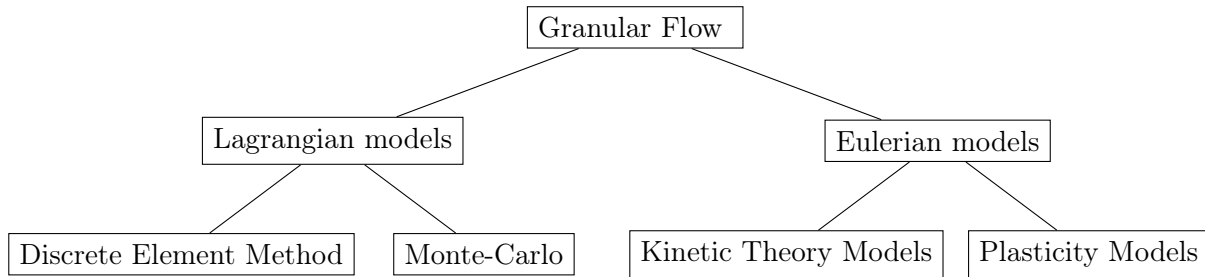 Granular Flow
Lagrangian models
Eulerian models
Discrete Element Method
Monte-Carlo
Kinetic Theory Models
Plasticity Models